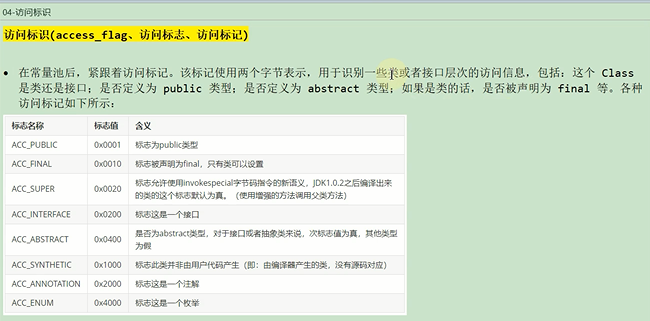 04-访问标识
访问标识(access_flag、访问标志、访问标记)
• 在常量池后，紧跟着访问标记。该标记使用两个字节表示，用于识别一些类或者接口层次的访问信息，包括：这个 Class
是类还是接口；是否定义为 public 类型；是否定义为 abstract 类型；如果是类的话，是否被声明为 final 等。各种
访问标记如下所示：
标志名称 标志值 含义
ACC_PUBLIC 0x0001 标志为public类型
ACC_FINAL 0x0010 标志被声明为final，只有类可以设置
ACC_SUPER 0x0020 标志允许使用invokespecial字节码指令的新语义，JDK1.0.2之后编译出来
的类的这个标志默认为真。（使用增强的方法调用父类方法）
ACC_INTERFACE 0x0200 标志这是一个接口
ACC_ABSTRACT 0x0400 是否为abstract类型，对于接口或者抽象类来说，次标志值为真，其他类型
为假
ACC_SYNTHETIC 0x1000 标志此类并非由用户代码产生（即：由编译器产生的类，没有源码对应）
ACC_ANNOTATION 0x2000 标志这是一个注解
ACC_ENUM 0x4000 标志这是一个枚举